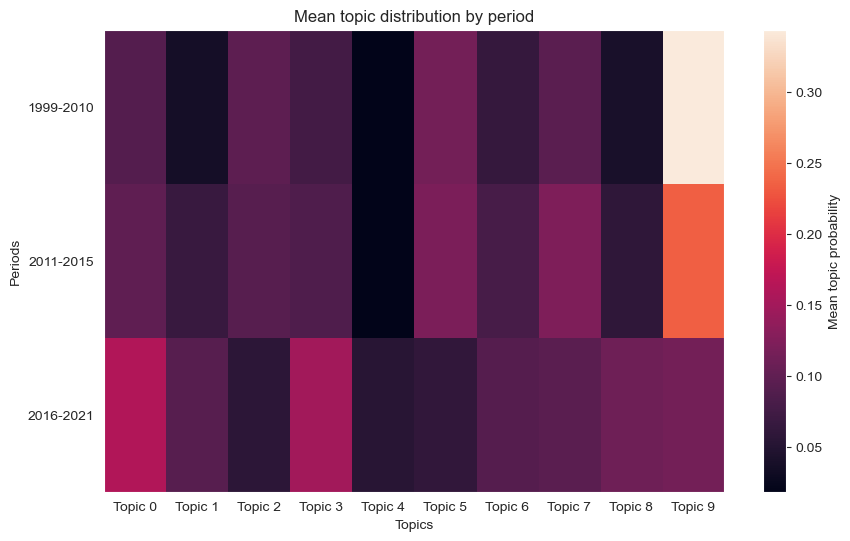 Mean topic distribution by period
Periods
1999-2010
2011-2015
2016-2021
Topic 0 Topic 1 Topic 2 Topic 3 Topic 4 Topic 5 Topic 6 Topic 7 Topic 8 Topic 9
Topics
0.30
0.25
0.20
0.15
0.10
0.05
Mean topic probability